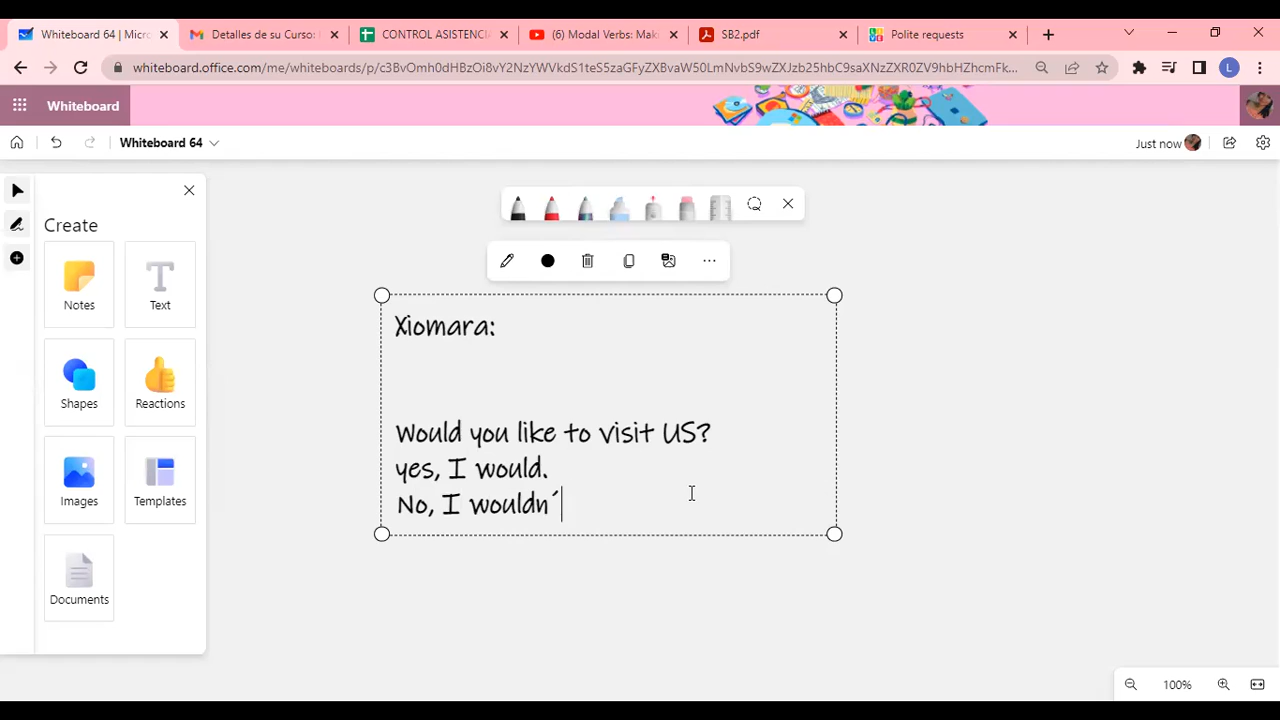 Whiteboard 64 | Micro
Detalles de su Curso: 
CONTROL ASISTENCIA
(6) Modal Verbs: Mak
SB2.pdf
Polite requests
whiteboard.office.com/me/whiteboards/p/
Whiteboard
Whiteboard 64
Just now
Create
Notes
Text
Shapes
Reactions
Images
Templates
Documents
Xiomara:
Would you like to visit US?
yes, I would.
No, I wouldn´
100%
L